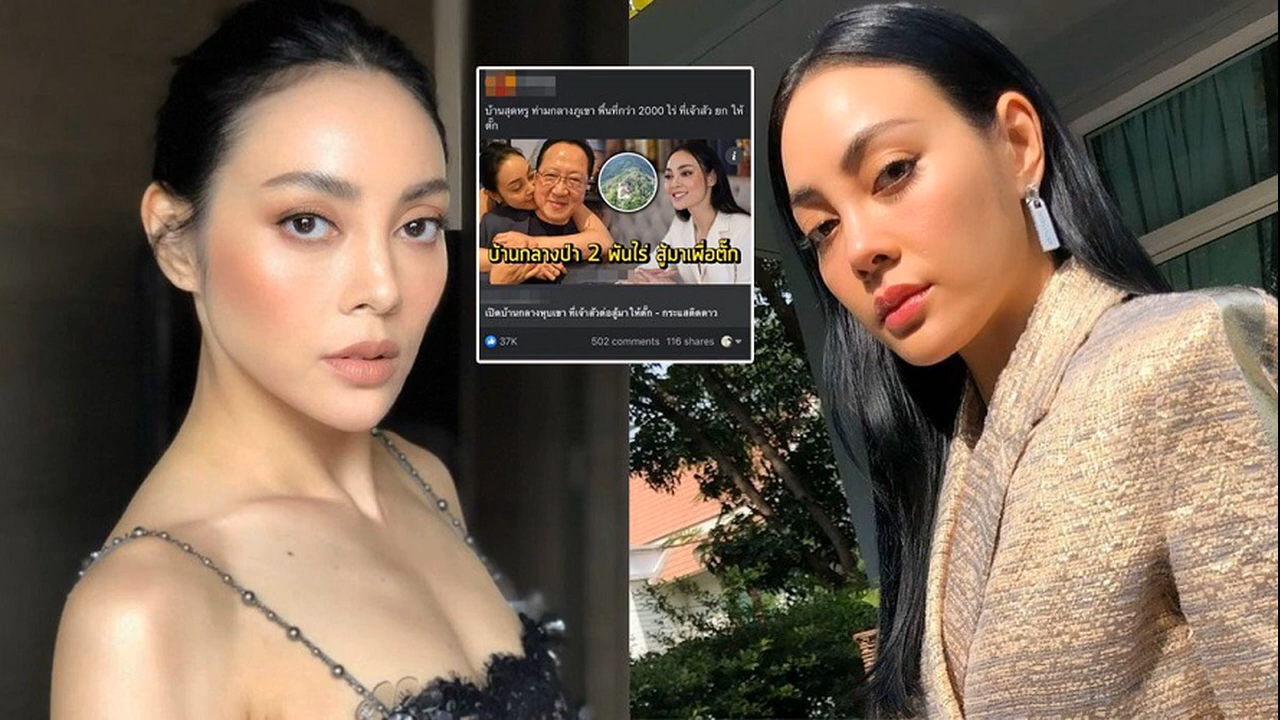 บ้านสุดหรู ท่ามกลางภูเขา พื้นที่กว่า 2000 ไร่ ที่เจ้าสัว ยก ให้
ตั๊ก
บ้านกลางป่า 2 พันไร่ สู้มาเพื่อตั๊ก
เปิดบ้านกลางหุบเขา ที่เจ้าสัวต่อสู้มาให้ตั๊ก - กระแสติดดาว
37K 502 comments 116 shares